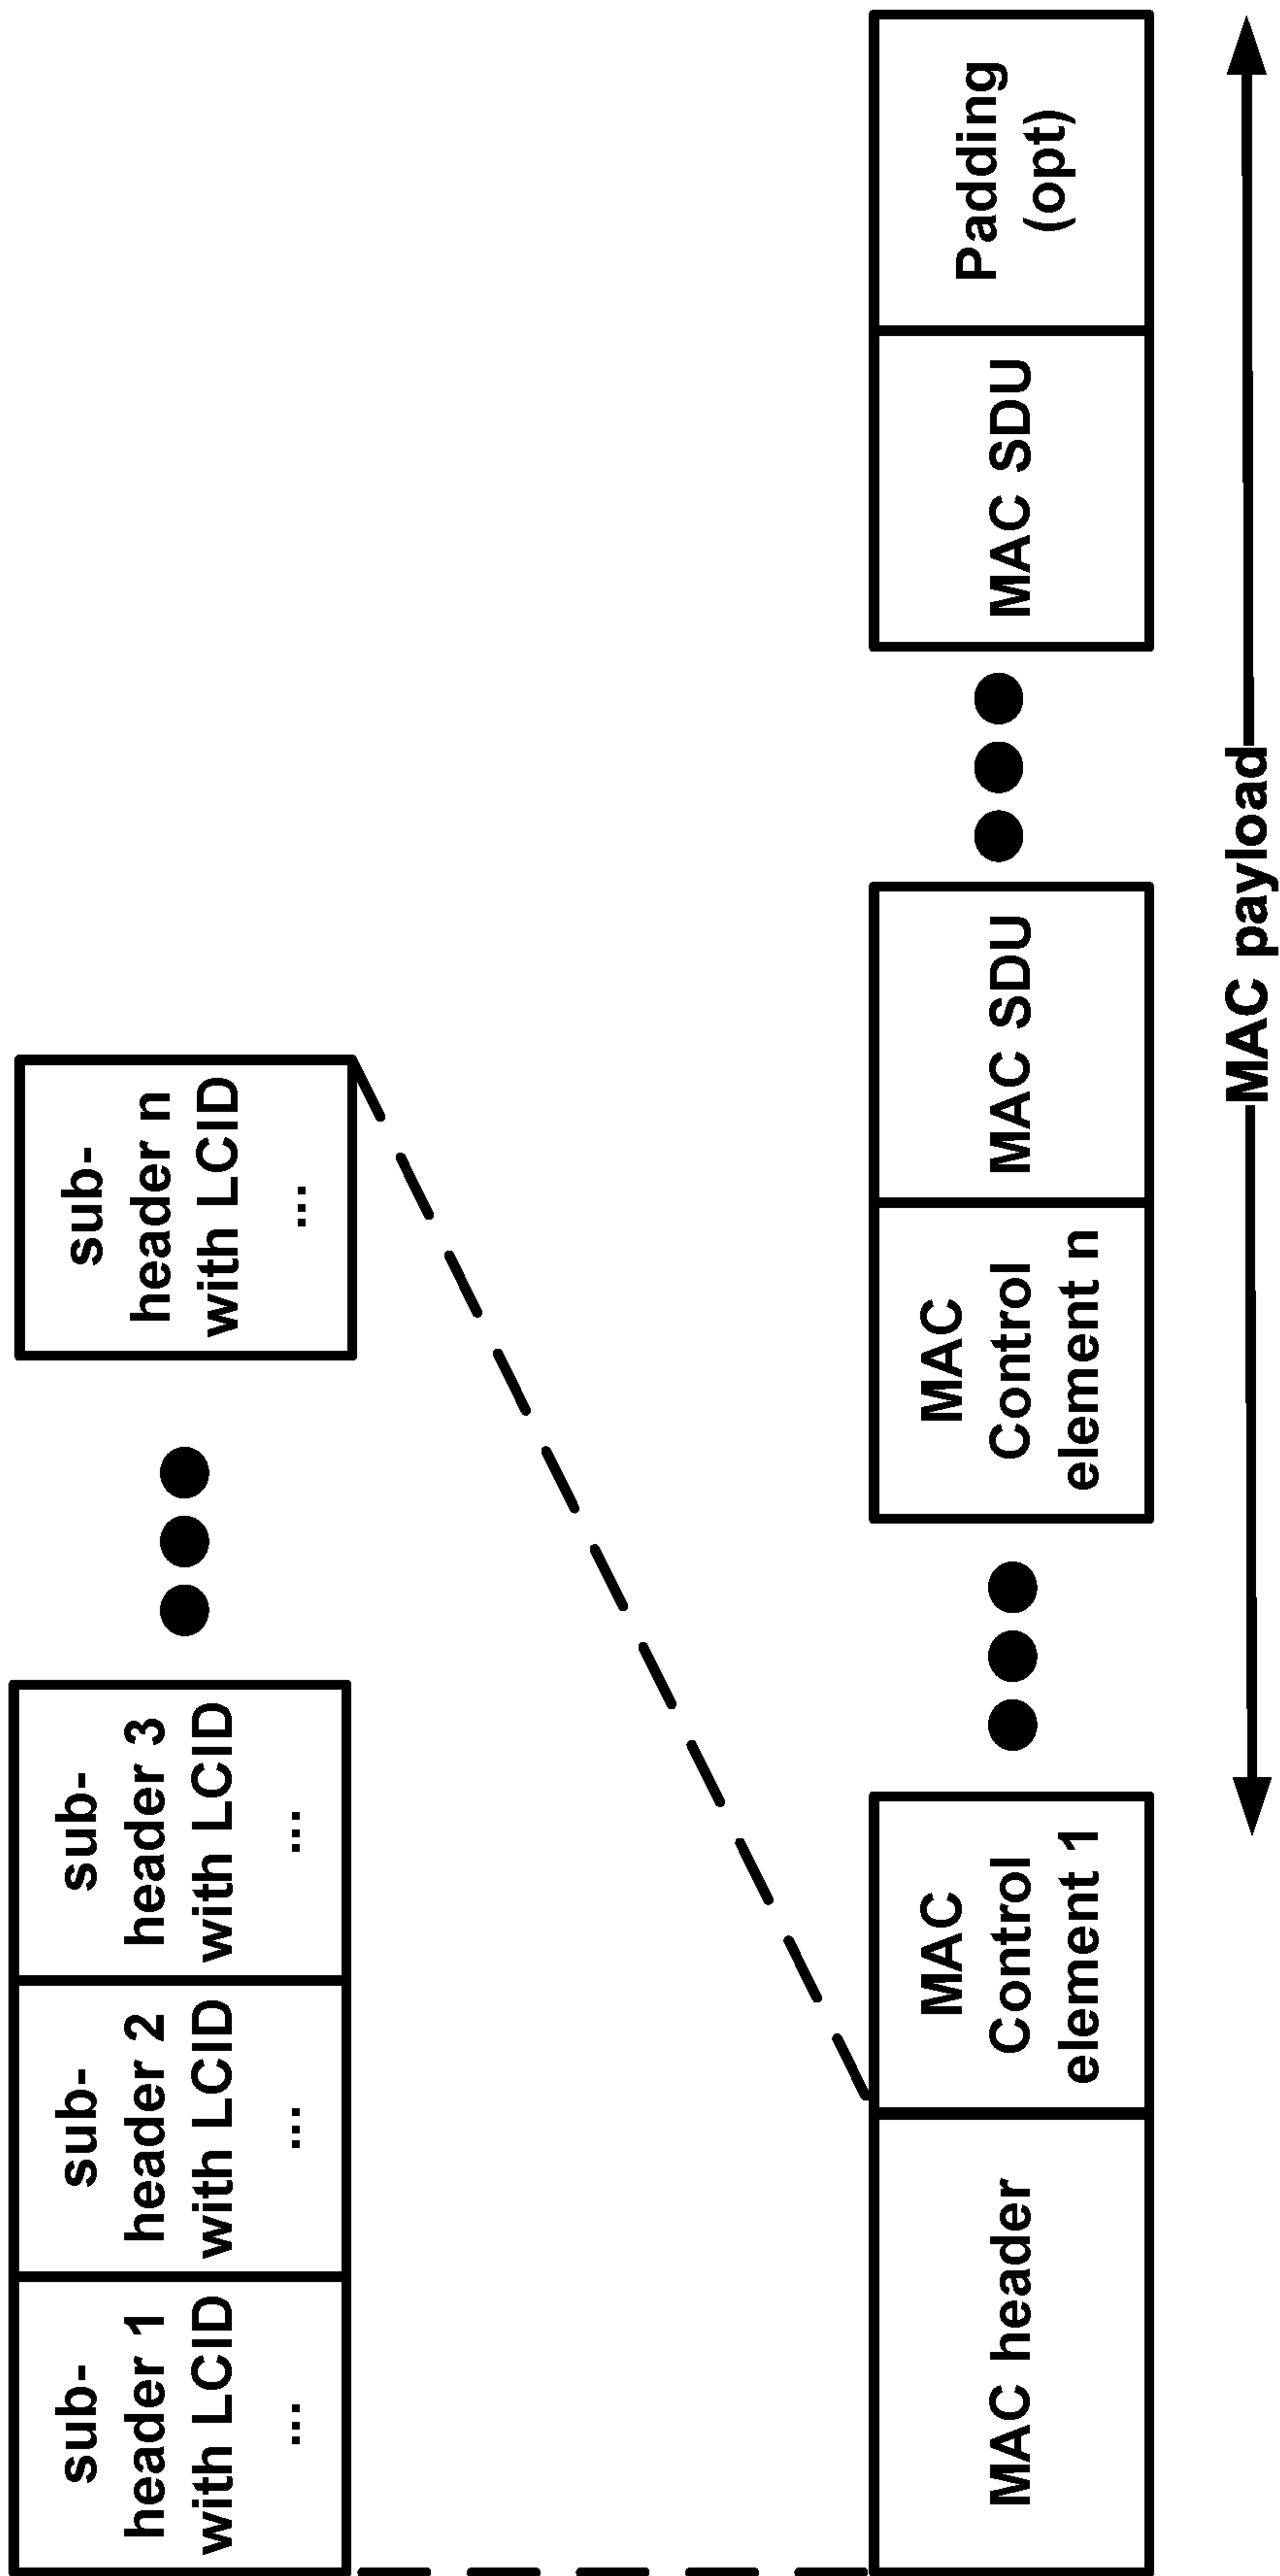 sub-
header 1
with LCID
...
sub-
header 2
with LCID
...
sub-
header 3
with LCID
...
sub-
header n
with LCID
...
MAC header
MAC
Control
element 1
MAC
Control
element n
MAC SDU
MAC SDU
Padding
(opt)
MAC payload